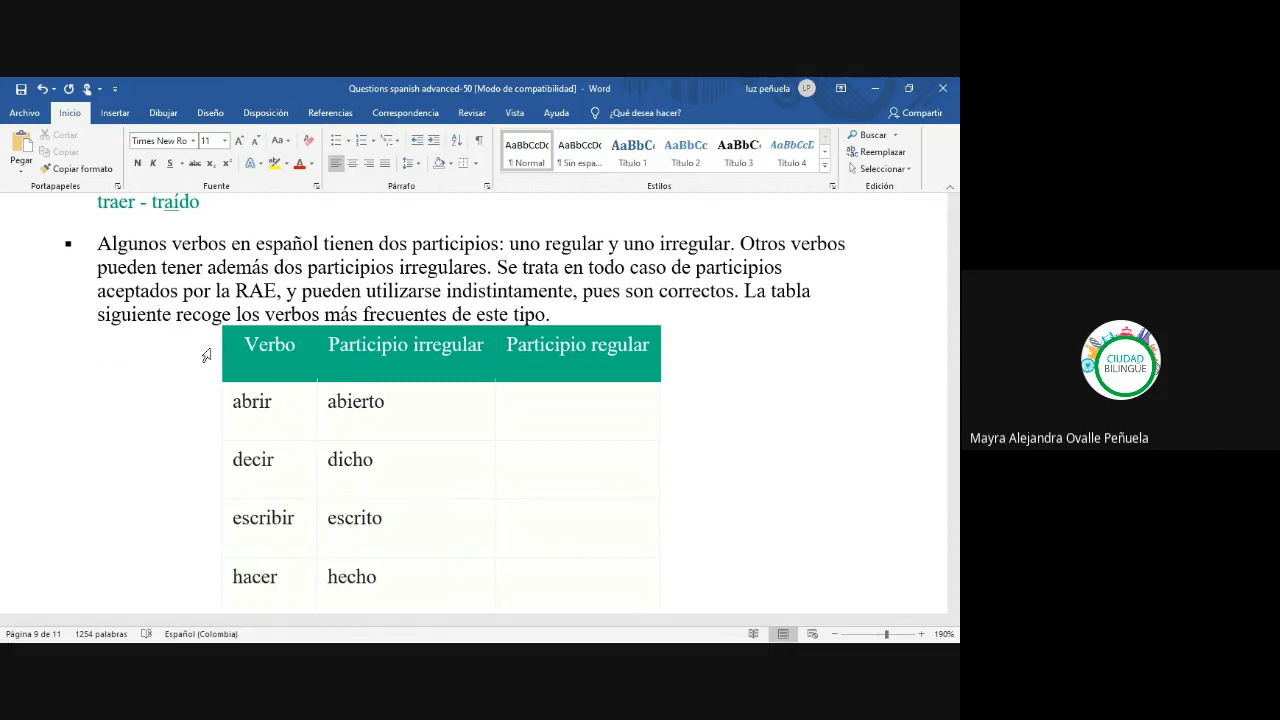 Questions spanish advanced-50 [Modo de compatibilidad] - Word
luz peñuela
LP
Archivo Inicio Insertar Dibujar Diseño Disposición Referencias Correspondencia Revisar Vista Ayuda ¿Qué desea hacer? Compartir
Pegar
Cortar
Copiar
Copiar formato
Portapapeles
Times New Ro 11
N K S abc x₂ x²
Fuente
Párrafo
AaBbCcDc AaBbCcDc AaBbCc AaBbCc AaBbC AaBbCcD
¶ Normal ¶ Sin espa... Título 1 Título 2 Título 3 Título 4
Estilos
Buscar
Reemplazar
Seleccionar
Edición
traer - traído
▪ Algunos verbos en español tienen dos participios: uno regular y uno irregular. Otros verbos
pueden tener además dos participios irregulares. Se trata en todo caso de participios
aceptados por la RAE, y pueden utilizarse indistintamente, pues son correctos. La tabla
siguiente recoge los verbos más frecuentes de este tipo.
Verbo Participio irregular Participio regular
abrir abierto
decir dicho
escribir escrito
hacer hecho
Página 9 de 11 1254 palabras Español (Colombia) 190%
CIUDAD
BILINGÜE
Mayra Alejandra Ovalle Peñuela